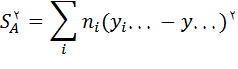 S_A^۲ = ∑_i n_i(y_i... − y...)^۲